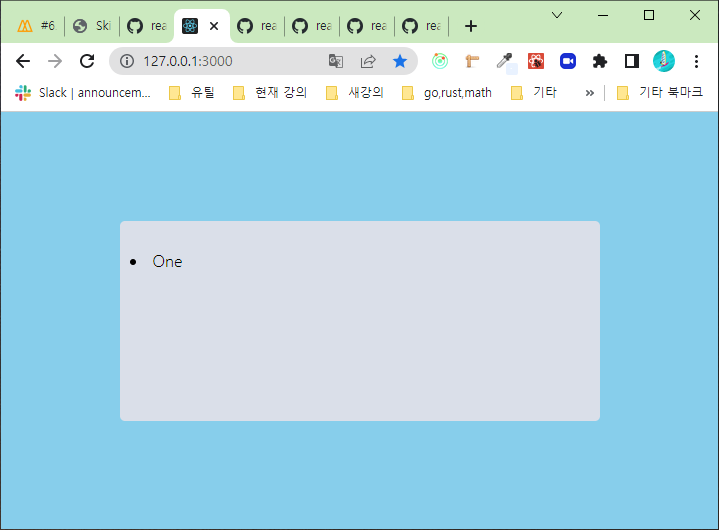 #6
Ski
rea
rea
rea
rea
rea
127.0.0.1:3000
Slack | announcem...
유틸
현재 강의
새강의
go,rust,math
기타
»
기타 북마크
One